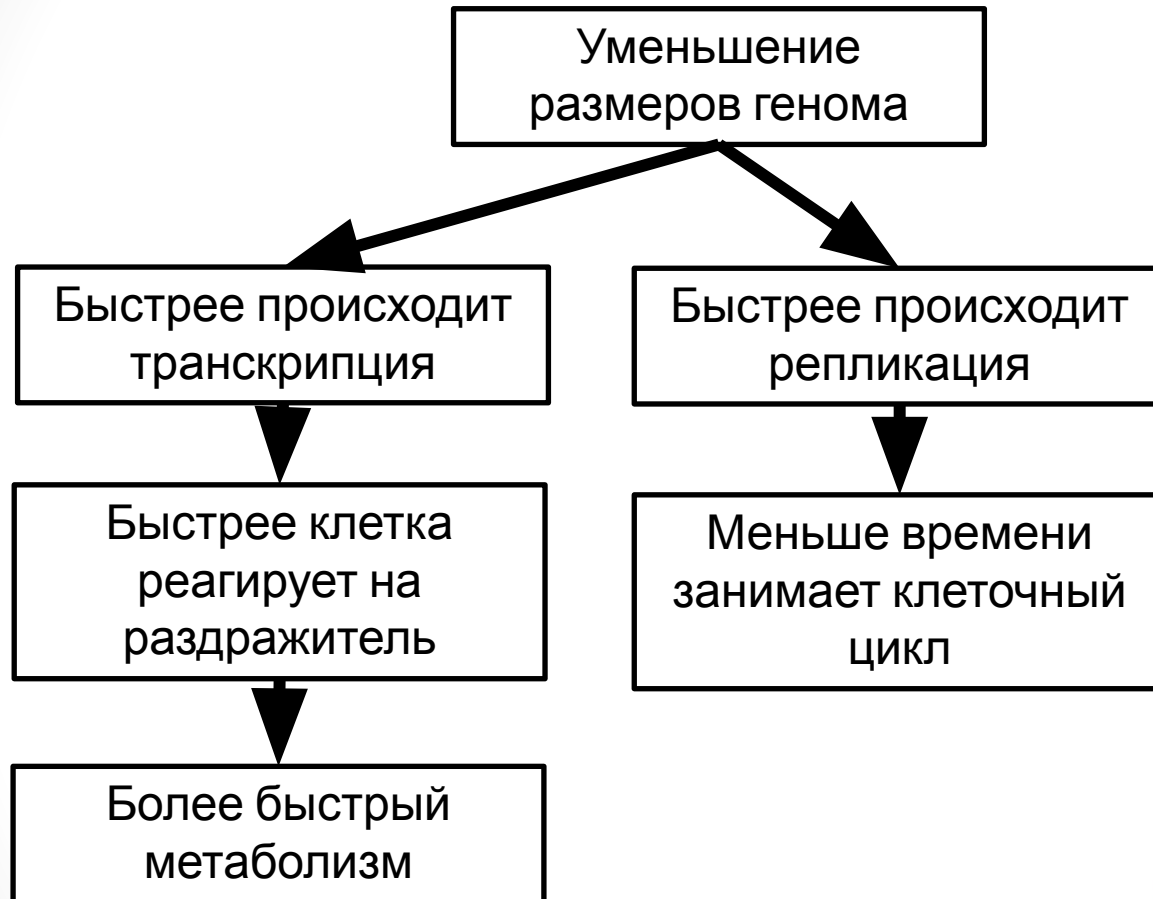 Уменьшение
размеров генома
Быстрее происходит
транскрипция
Быстрее происходит
репликация
Быстрее клетка
реагирует на
раздражитель
Меньше времени
занимает клеточный
цикл
Более быстрый
метаболизм